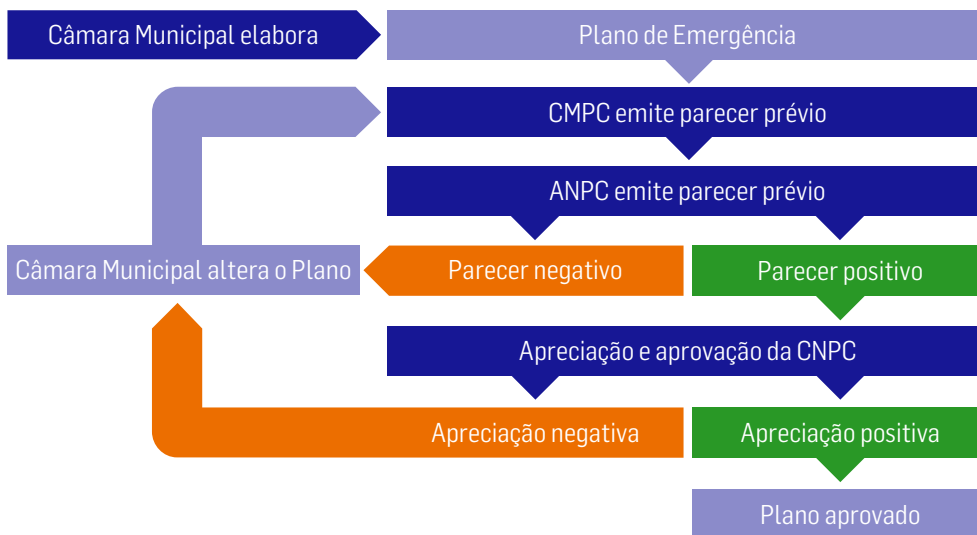 Câmara Municipal elabora
Plano de Emergência
CMPC emite parecer prévio
ANPC emite parecer prévio
Câmara Municipal altera o Plano
Parecer negativo
Parecer positivo
Apreciação e aprovação da CNPC
Apreciação negativa
Apreciação positiva
Plano aprovado